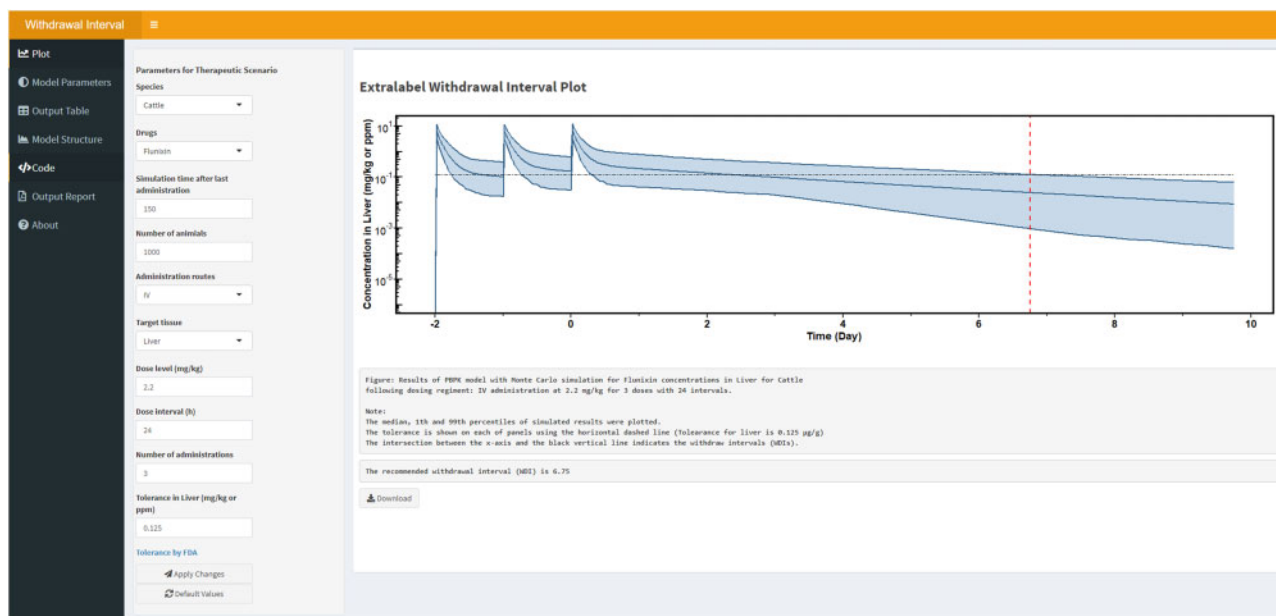 Withdrawal Interval
Plot
Model Parameters
Output Table
Model Structure
</>Code
Output Report
About
Parameters for Therapeutic Scenario
Species
Cattle
Drugs
Flunixin
Simulation time after last
administration
150
Number of animials
1000
Administration routes
IV
Target tissue
Liver
Dose level (mg/kg)
2.2
Dose interval (h)
24
Number of administrations
3
Tolerance in Liver (mg/kg or
ppm)
0.125
Tolerance by FDA
Apply Changes
Default Values
Extralabel Withdrawal Interval Plot
Concentration in Liver (mg/kg or ppm)
10¹
10⁻¹
10⁻³
10⁻⁵
-2 0 2 4 6 8 10
Time (Day)
Figure: Results of PBPK model with Monte Carlo simulation for Flunixin concentrations in Liver for Cattle
following dosing regiment: IV administration at 2.2 mg/kg for 3 doses with 24 intervals.
Note:
The median, 1th and 99th percentiles of simulated results were plotted.
The tolerance is shown on each of panels using the horizontal dashed line (Tolearance for liver is 0.125 μg/g)
The intersection between the x-axis and the black vertical line indicates the withdraw intervals (WDIs).
The recommended withdrawal interval (WDI) is 6.75
Download